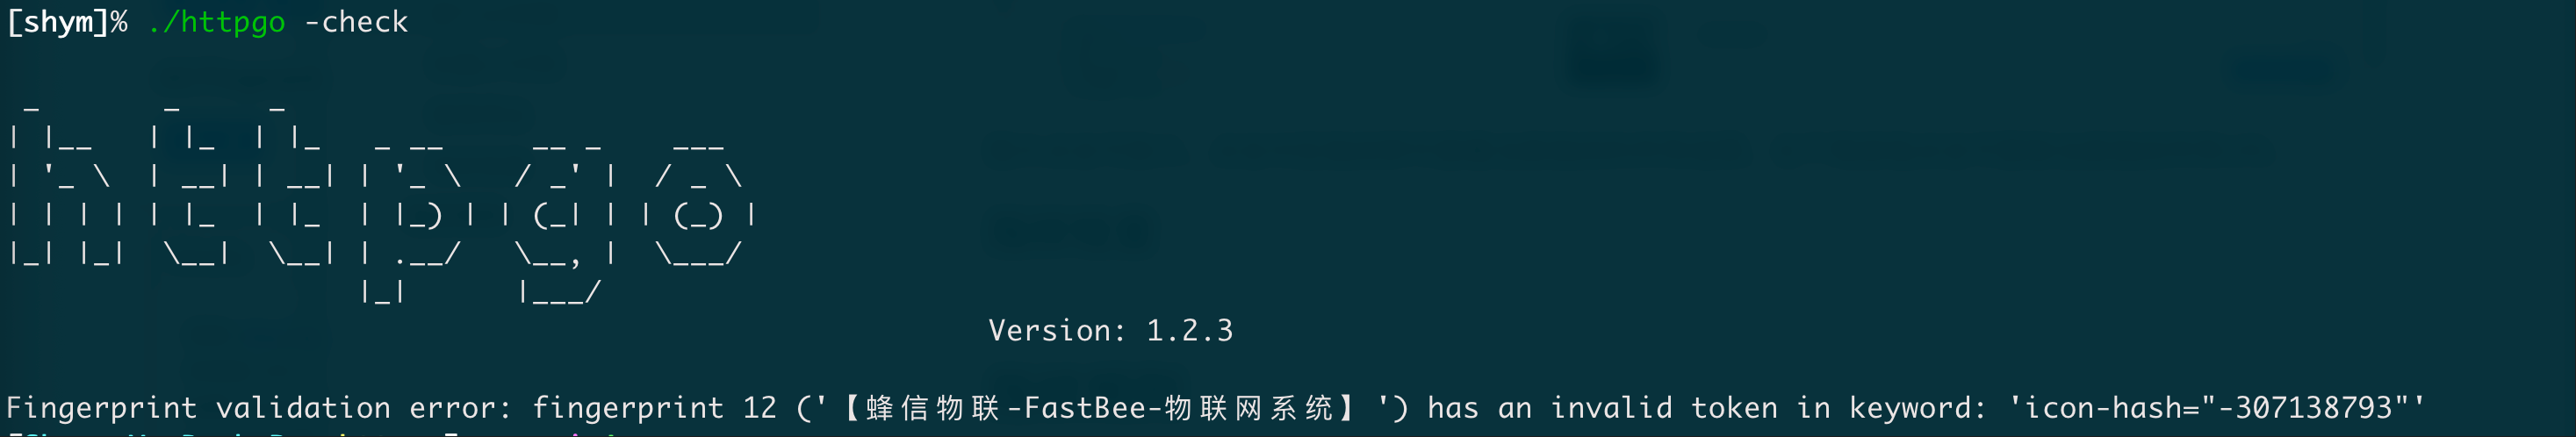 [shym]% ./httpgo -check
 _       _     _
| |__   | |_  | |_   _ __     __ _    ___
| '_ \  | __| | __| | '_ \   / _' |  / _ \
| | | | | |_  | |_  | |_) | | (_| | | (_) |
|_| |_|  \__|  \__| | .__/   \__, |  \___/
                    |_|      |___/
Version: 1.2.3
Fingerprint validation error: fingerprint 12 ('【蜂信物联-FastBee-物联网系统】') has an invalid token in keyword: 'icon-hash="-307138793"'